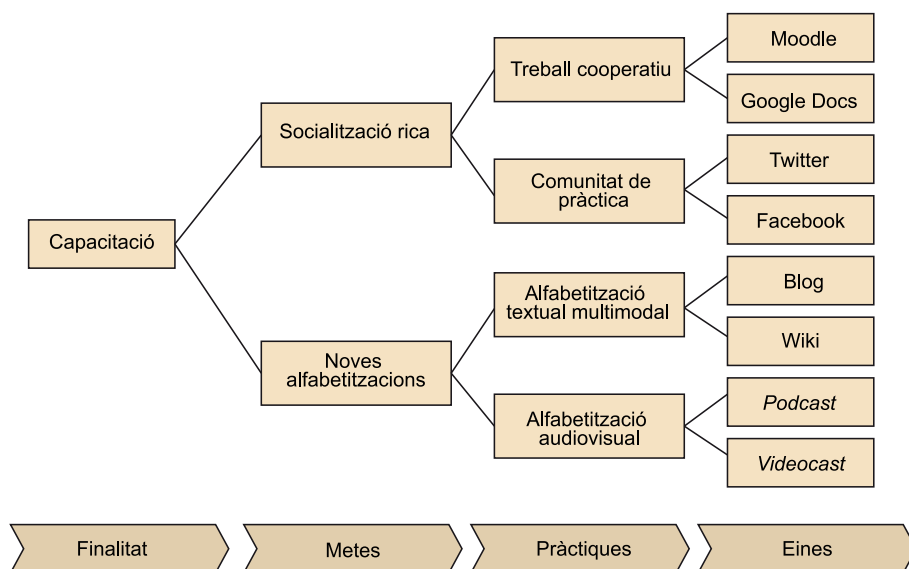 Capacitació
Socialització rica
Noves
alfabetitzacions
Treball cooperatiu
Comunitat de
pràctica
Alfabetització
textual multimodal
Alfabetització
audiovisual
Moodle
Google Docs
Twitter
Facebook
Blog
Wiki
Podcast
Videocast
Finalitat
Metes
Pràctiques
Eines